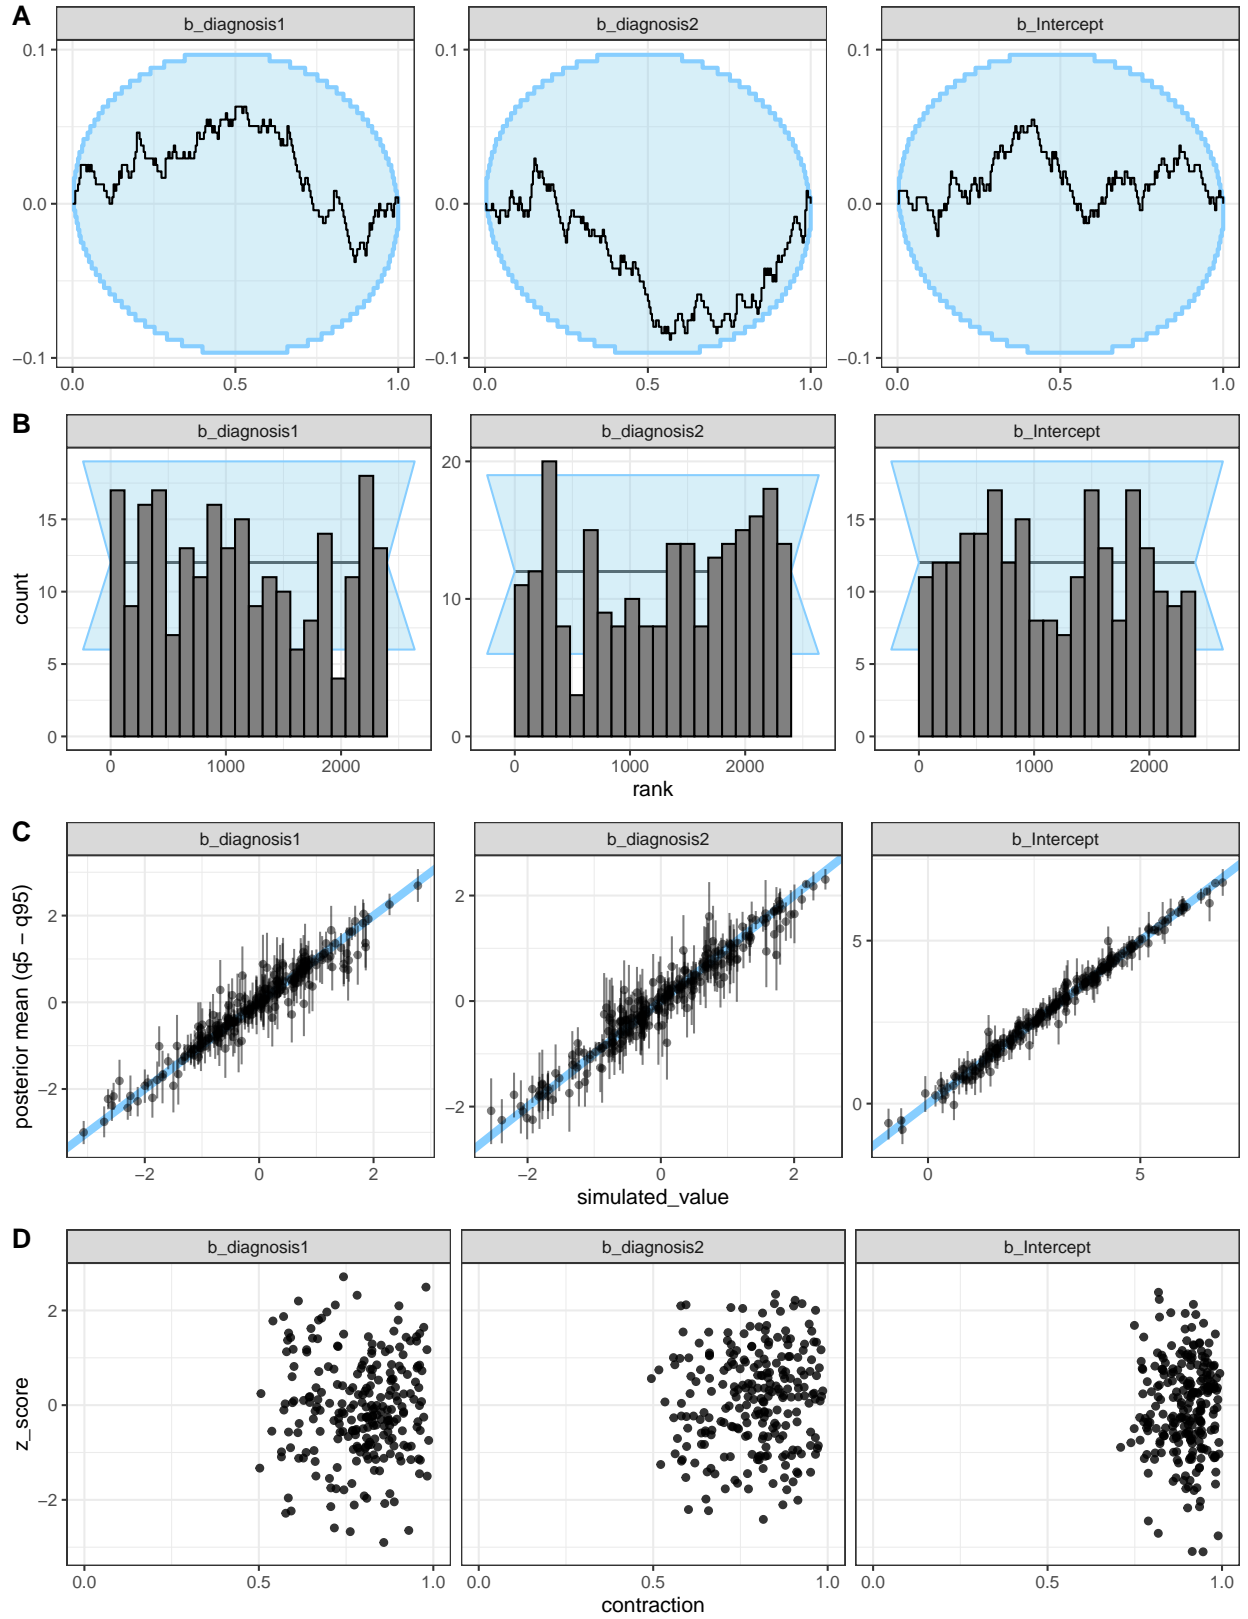 A
b_diagnosis1 b_diagnosis2 b_Intercept
0.1 0.1 0.1
0.0 0.0 0.0
−0.1 −0.1 −0.1
0.0 0.5 1.0 0.0 0.5 1.0 0.0 0.5 1.0
B
b_diagnosis1 b_diagnosis2 b_Intercept
count
15 20 15
10 10 10
5 5
0 0 0
0 1000 2000 0 1000 2000 0 1000 2000
rank
C
b_diagnosis1 b_diagnosis2 b_Intercept
posterior mean (q5 − q95)
2 2 5
0 0
−2 −2 0
−2 0 2 −2 0 2 0 5
simulated_value
D
b_diagnosis1 b_diagnosis2 b_Intercept
z_score
2
0
−2
0.0 0.5 1.0 0.0 0.5 1.0 0.0 0.5 1.0
contraction